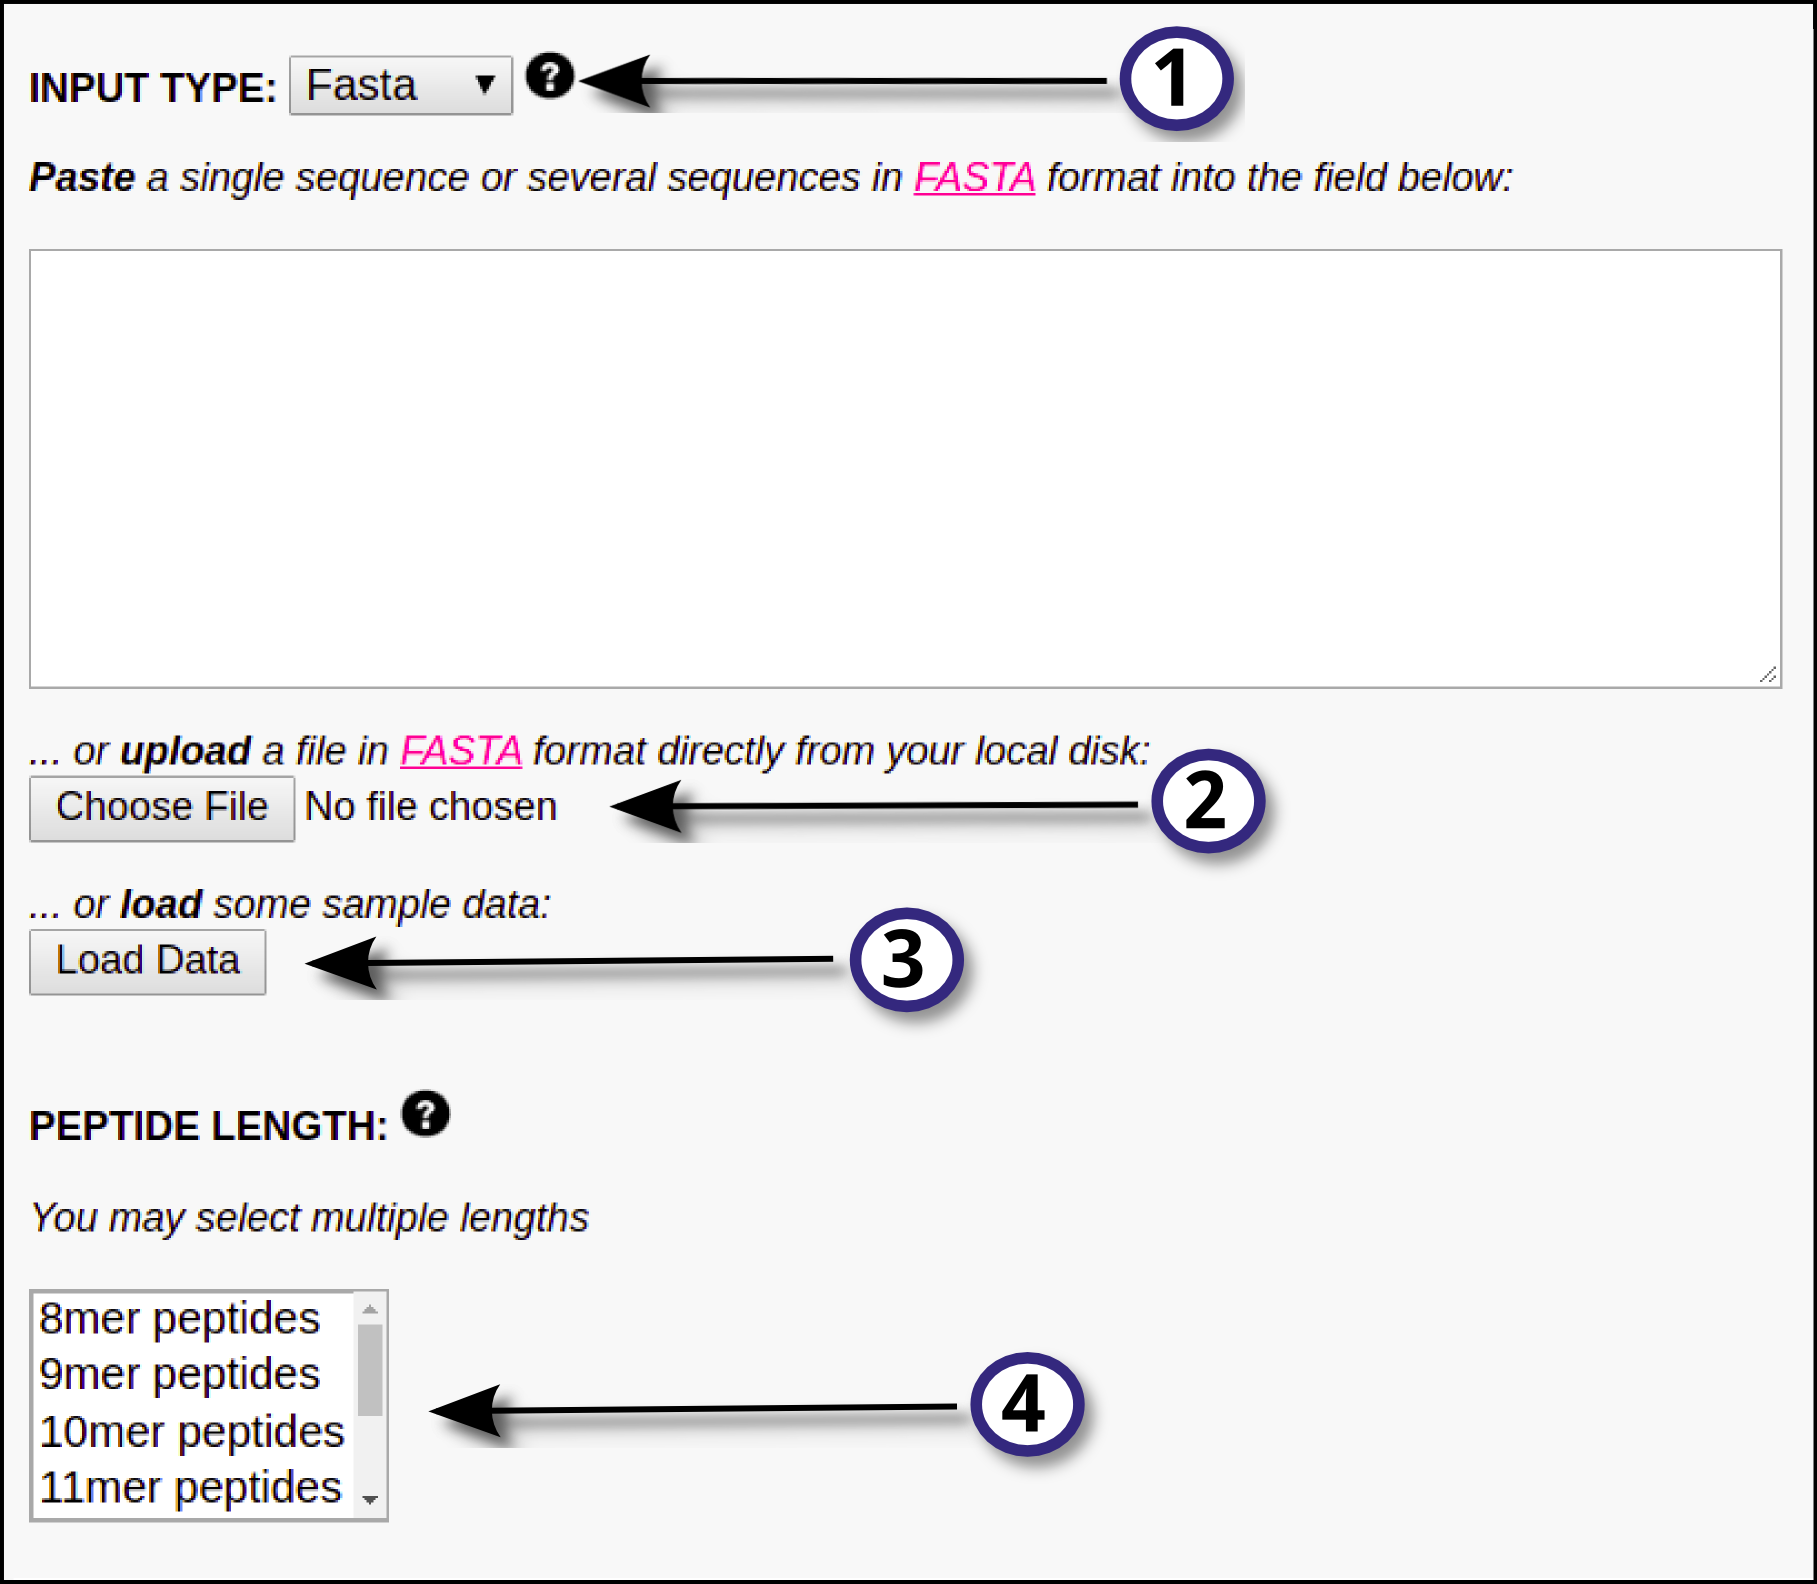 INPUT TYPE: Fasta ▼ ? 1
Paste a single sequence or several sequences in FASTA format into the field below:
... or upload a file in FASTA format directly from your local disk:
Choose File No file chosen 2
... or load some sample data:
Load Data 3
PEPTIDE LENGTH: ?
You may select multiple lengths
8mer peptides
9mer peptides
10mer peptides 4
11mer peptides